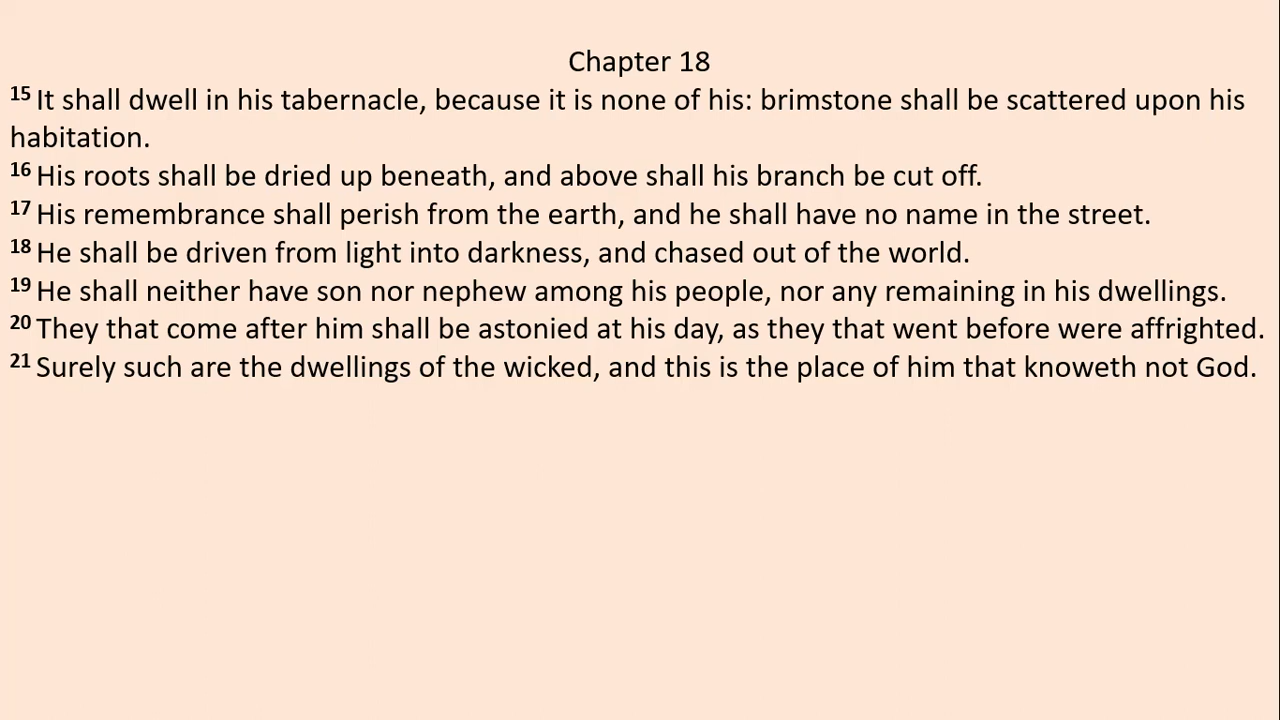 Chapter 18
15 It shall dwell in his tabernacle, because it is none of his: brimstone shall be scattered upon his
habitation.
16 His roots shall be dried up beneath, and above shall his branch be cut off.
17 His remembrance shall perish from the earth, and he shall have no name in the street.
18 He shall be driven from light into darkness, and chased out of the world.
19 He shall neither have son nor nephew among his people, nor any remaining in his dwellings.
20 They that come after him shall be astonied at his day, as they that went before were affrighted.
21 Surely such are the dwellings of the wicked, and this is the place of him that knoweth not God.